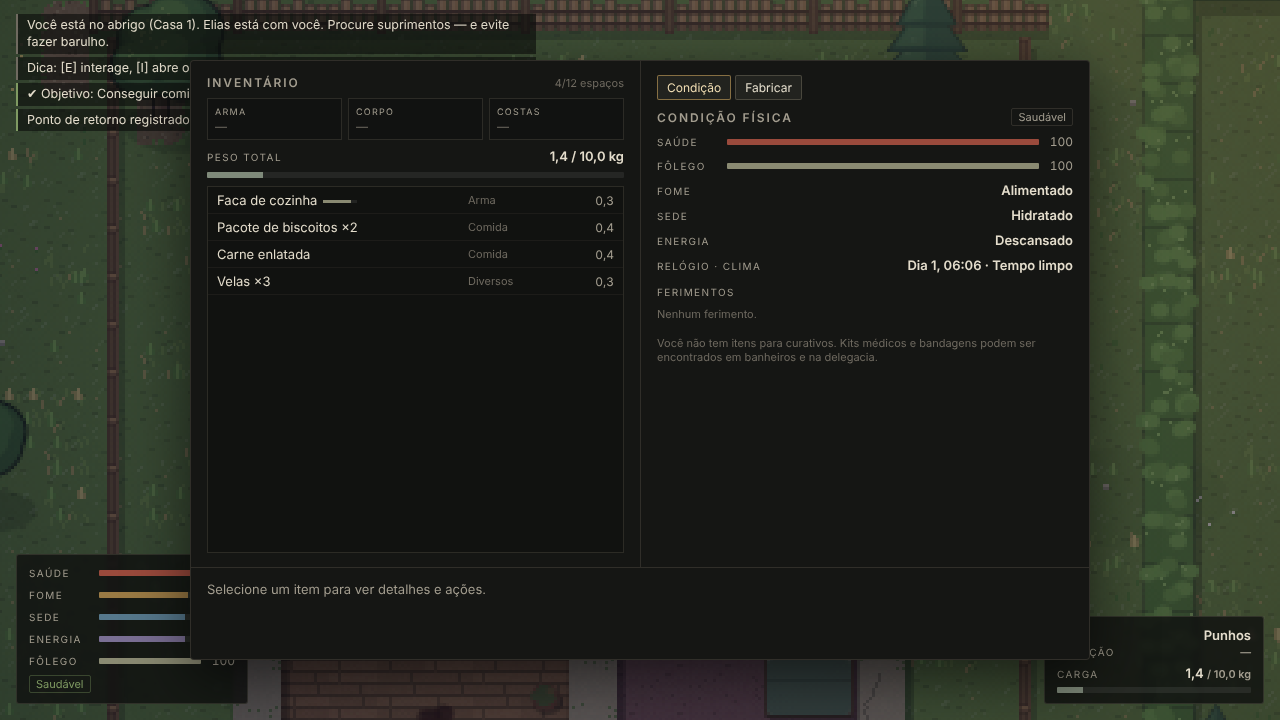 Você está no abrigo (Casa 1). Elias está com você. Procure suprimentos — e evite
fazer barulho.
Dica: [E] interage, [I] abre o
✔ Objetivo: Conseguir comi
Ponto de retorno registrado
INVENTÁRIO
4/12 espaços
ARMA
—
CORPO
—
COSTAS
—
PESO TOTAL
1,4 / 10,0 kg
Faca de cozinha Arma 0,3
Pacote de biscoitos ×2 Comida 0,4
Carne enlatada Comida 0,4
Velas ×3 Diversos 0,3
Condição
Fabricar
CONDIÇÃO FÍSICA
Saudável
SAÚDE 100
FÔLEGO 100
FOME Alimentado
SEDE Hidratado
ENERGIA Descansado
RELÓGIO · CLIMA Dia 1, 06:06 · Tempo limpo
FERIMENTOS
Nenhum ferimento.
Você não tem itens para curativos. Kits médicos e bandagens podem ser
encontrados em banheiros e na delegacia.
Selecione um item para ver detalhes e ações.
SAÚDE
FOME
SEDE
ENERGIA
FÔLEGO 100
Saudável
Punhos
ÇÃO —
CARGA 1,4 / 10,0 kg